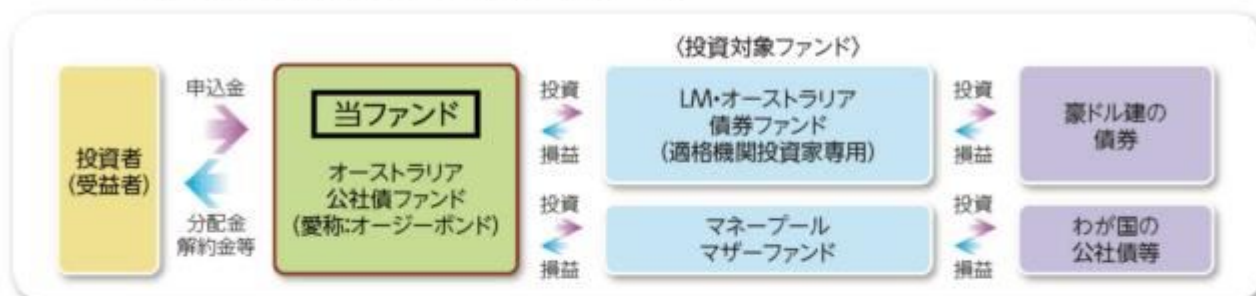 〈投資対象ファンド〉
投資者
(受益者)
申込金
分配金
解約金等
当ファンド
オーストラリア
公社債ファンド
(愛称:オージーボンド)
投資
損益
投資
損益
LM・オーストラリア
債券ファンド
(適格機関投資家専用)
マネープール
マザーファンド
投資
損益
投資
損益
豪ドル建の
債券
わが国の
公社債等